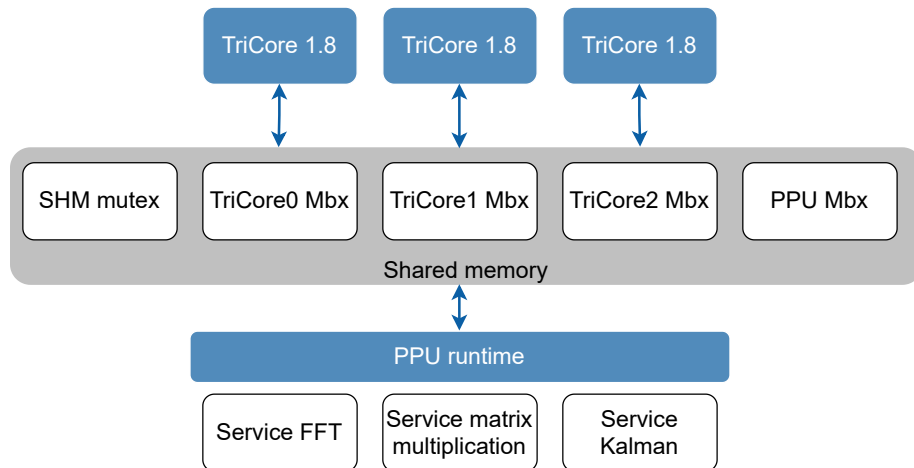 TriCore 1.8
TriCore 1.8
TriCore 1.8
SHM mutex
TriCore0 Mbx
TriCore1 Mbx
TriCore2 Mbx
PPU Mbx
Shared memory
PPU runtime
Service FFT
Service matrix
multiplication
Service
Kalman